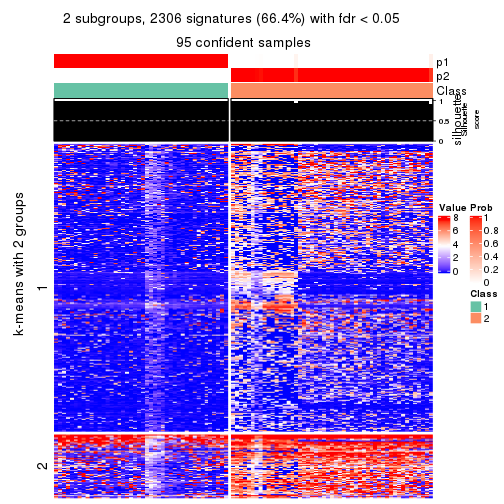 2 subgroups, 2306 signatures (66.4%) with fdr < 0.05
95 confident samples
p1
p2
Class
silhouette
Silhouette
score
1
0.5
0
k-means with 2 groups
1
2
Value
8
6
4
2
0
Prob
1
0.8
0.6
0.4
0.2
0
Class
1
2